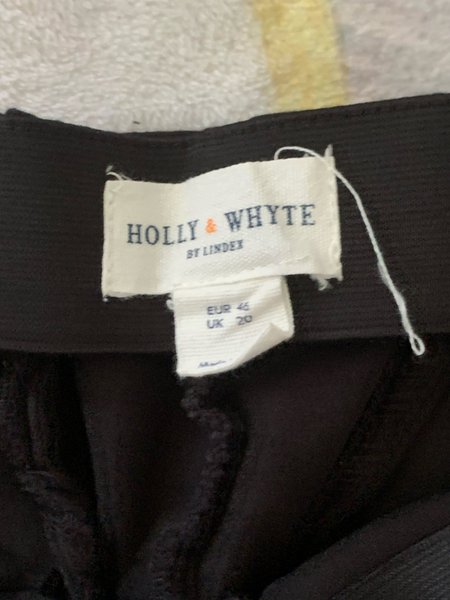 HOLLY & WHYTE
BY LINDEX
EUR 46
UK 20